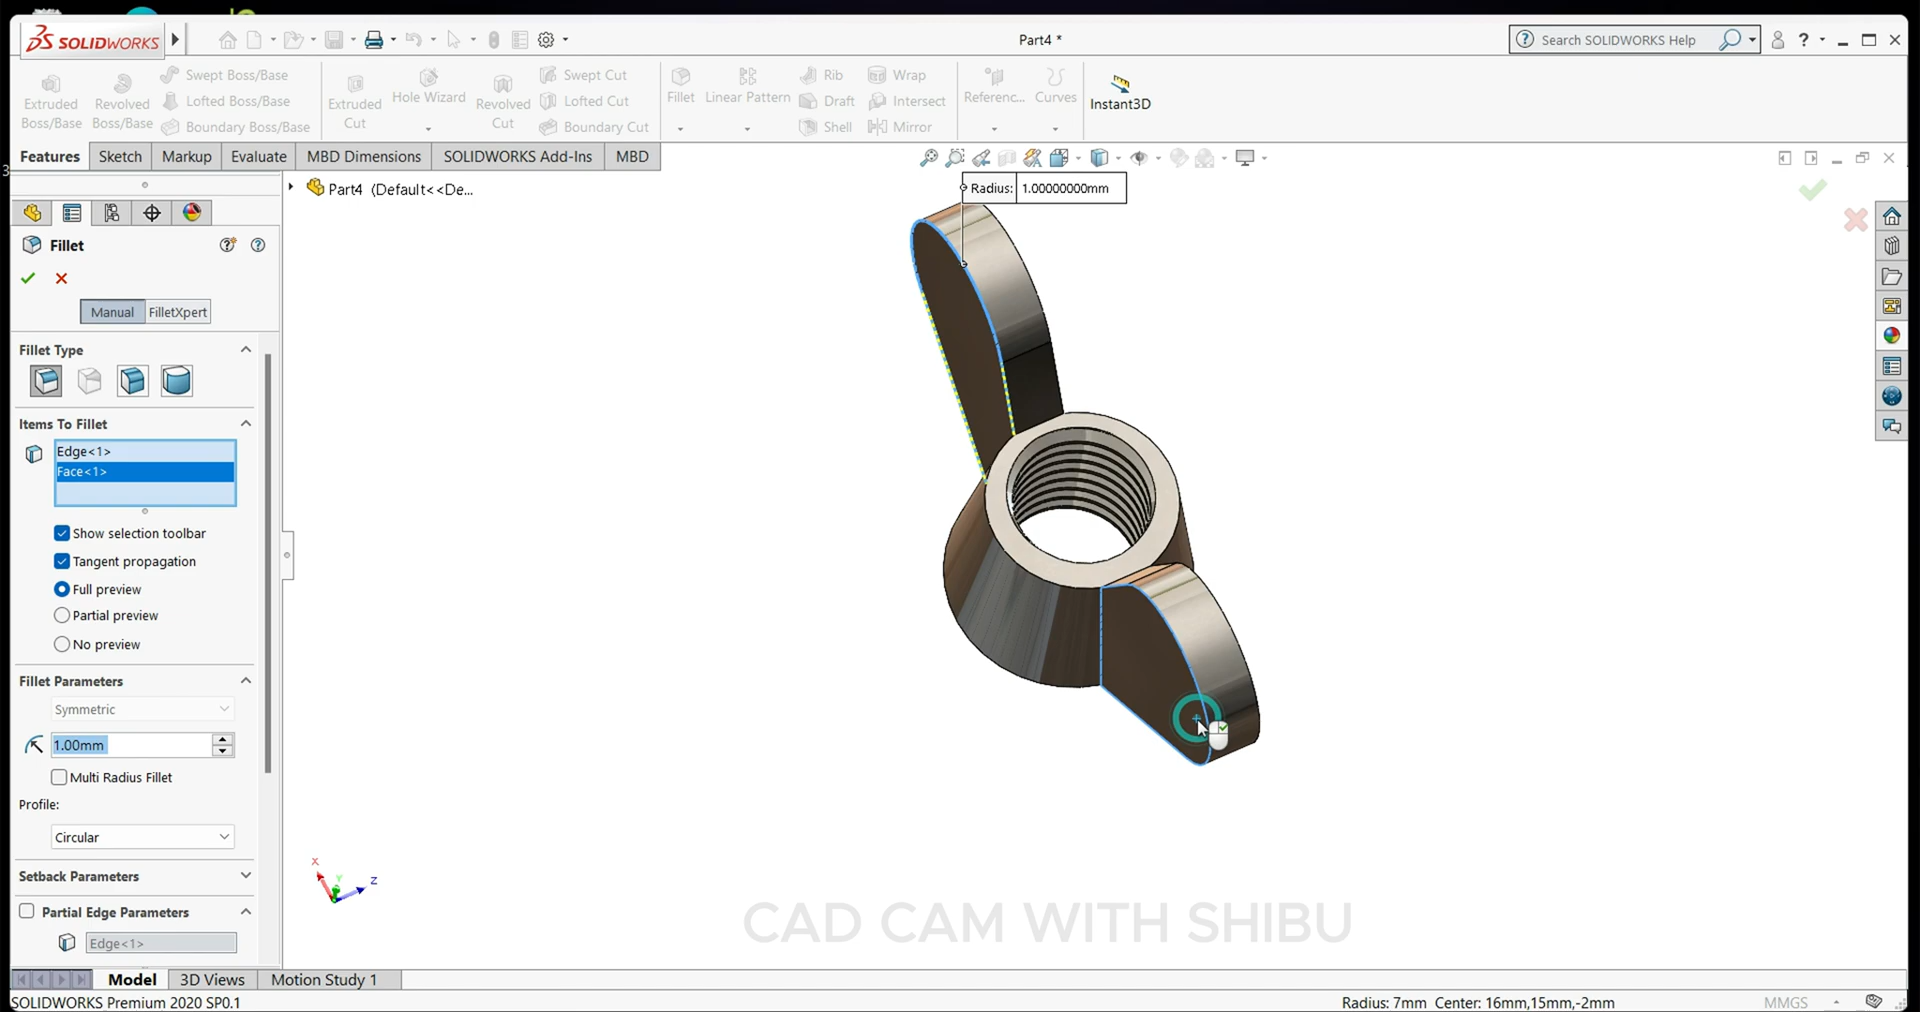 SOLIDWORKS
Part4 *
Search SOLIDWORKS Help
Extruded Boss/Base
Revolved Boss/Base
Swept Boss/Base
Lofted Boss/Base
Boundary Boss/Base
Extruded Cut
Hole Wizard
Revolved Cut
Swept Cut
Lofted Cut
Boundary Cut
Fillet
Linear Pattern
Rib
Draft
Shell
Wrap
Intersect
Mirror
Referenc...
Curves
Instant3D
Features
Sketch
Markup
Evaluate
MBD Dimensions
SOLIDWORKS Add-Ins
MBD
3
Part4 (Default<<De...
Radius: 1.00000000mm
Fillet
Manual
FilletXpert
Fillet Type
Items To Fillet
Edge<1>
Face<1>
Show selection toolbar
Tangent propagation
Full preview
Partial preview
No preview
Fillet Parameters
Symmetric
1.00mm
Multi Radius Fillet
Profile:
Circular
Setback Parameters
Partial Edge Parameters
Edge<1>
X
Y
Z
CAD CAM WITH SHIBU
Model
3D Views
Motion Study 1
SOLIDWORKS Premium 2020 SP0.1
Radius: 7mm Center: 16mm,15mm,-2mm
MMGS